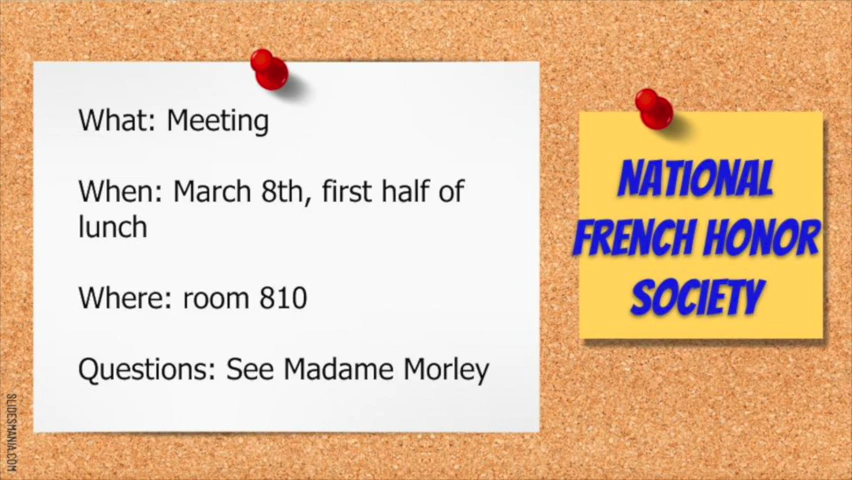 What: Meeting
When: March 8th, first half of
lunch
Where: room 810
Questions: See Madame Morley
NATIONAL
FRENCH HONOR
SOCIETY
SLIDESMANIA.COM